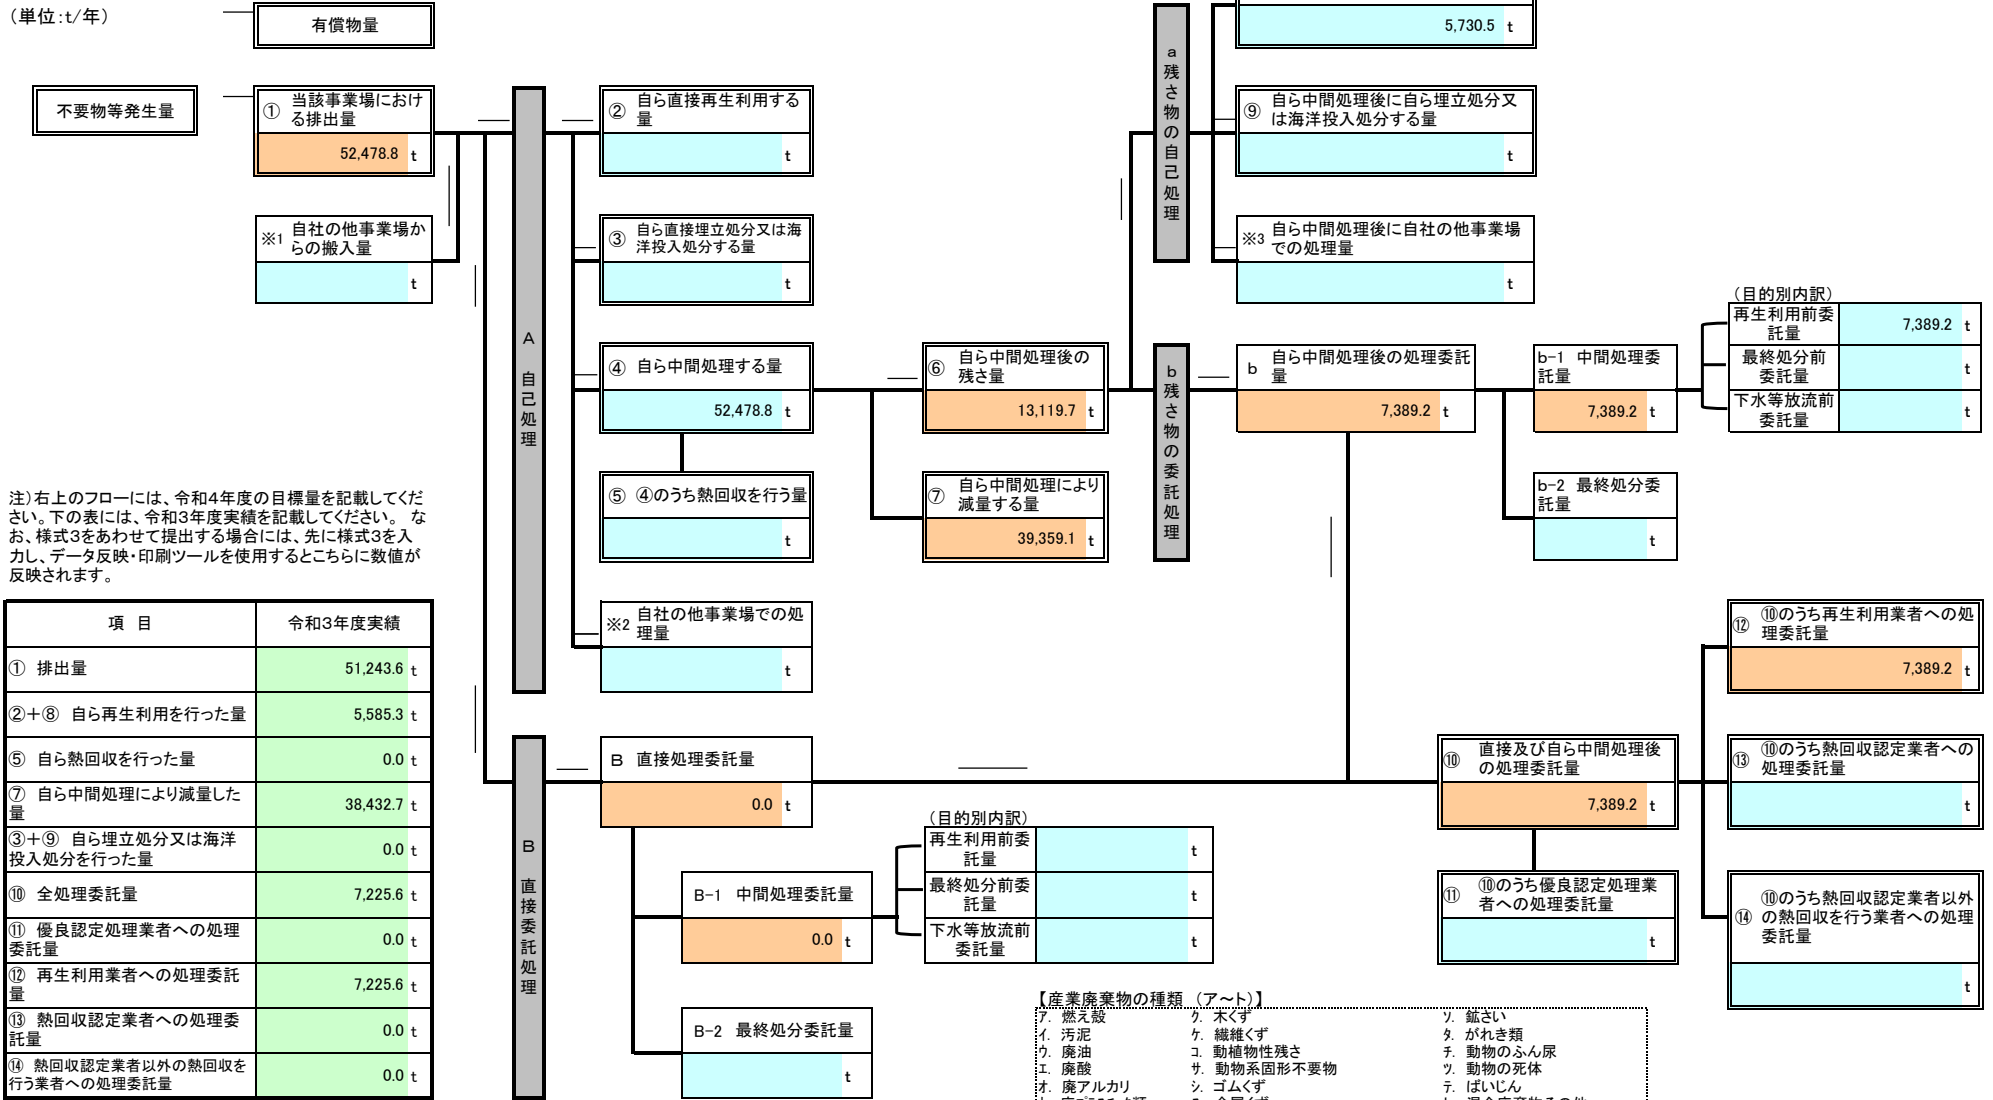 （単位：t/年）
有償物量
不要物等発生量
① 当該事業場におけ
る排出量
52,478.8 t
※1 自社の他事業場か
らの搬入量
t
A 自己処理
② 自ら直接再生利用する
量
t
③ 自ら直接埋立処分又は海
洋投入処分する量
t
④ 自ら中間処理する量
52,478.8 t
⑤ ④のうち熱回収を行う量
t
※2 自社の他事業場での処
理量
t
⑥ 自ら中間処理後の
残さ量
13,119.7 t
⑦ 自ら中間処理により
減量する量
39,359.1 t
a 残さ物の自己処理
5,730.5 t
⑨ 自ら中間処理後に自ら埋立処分又
は海洋投入処分する量
t
※3 自ら中間処理後に自社の他事業場
での処理量
t
b 残さ物の委託処理
b 自ら中間処理後の処理委託
量
7,389.2 t
b-1 中間処理委
託量
7,389.2 t
b-2 最終処分委
託量
t
（目的別内訳）
再生利用前委
託量
7,389.2 t
最終処分前
委託量
t
下水等放流前
委託量
t
注）右上のフローには、令和4年度の目標量を記載してくだ
さい。下の表には、令和3年度実績を記載してください。 な
お、様式3をあわせて提出する場合には、先に様式3を入
力し、データ反映・印刷ツールを使用するとこちらに数値が
反映されます。
項 目 令和3年度実績
① 排出量 51,243.6 t
②+⑧ 自ら再生利用を行った量 5,585.3 t
⑤ 自ら熱回収を行った量 0.0 t
⑦ 自ら中間処理により減量した
量 38,432.7 t
③+⑨ 自ら埋立処分又は海洋
投入処分を行った量 0.0 t
⑩ 全処理委託量 7,225.6 t
⑪ 優良認定処理業者への処理
委託量 0.0 t
⑫ 再生利用業者への処理委託
量 7,225.6 t
⑬ 熱回収認定業者への処理委
託量 0.0 t
⑭ 熱回収認定業者以外の熱回収を
行う業者への処理委託量 0.0 t
B 直接委託処理
B 直接処理委託量
0.0 t
B-1 中間処理委託量
0.0 t
B-2 最終処分委託量
t
（目的別内訳）
再生利用前委
託量
t
最終処分前委
託量
t
下水等放流前
委託量
t
⑩ 直接及び自ら中間処理後
の処理委託量
7,389.2 t
⑪ ⑩のうち優良認定処理業
者への処理委託量
t
⑫ ⑩のうち再生利用業者への処
理委託量
7,389.2 t
⑬ ⑩のうち熱回収認定業者への
処理委託量
t
⑭ ⑩のうち熱回収認定業者以外
の熱回収を行う業者への処理
委託量
t
【産業廃棄物の種類 （ア～ト）】
ア. 燃え殻 ク. 木くず ソ. 鉱さい
イ. 汚泥 ケ. 繊維くず タ. がれき類
ウ. 廃油 コ. 動植物性残さ チ. 動物のふん尿
エ. 廃酸 サ. 動物系固形不要物 ツ. 動物の死体
オ. 廃アルカリ シ. ゴムくず テ. ばいじん